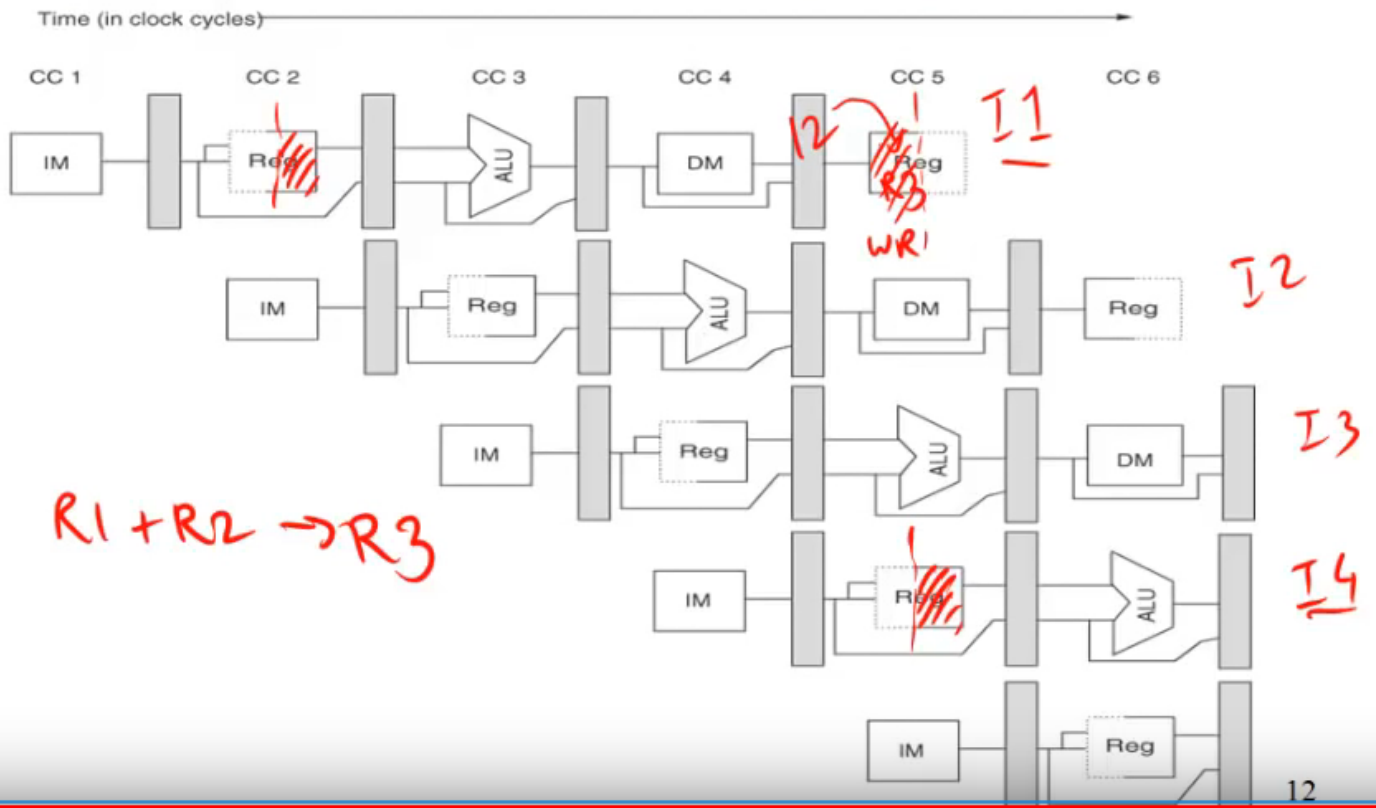 Time (in clock cycles)
CC 1 CC 2 CC 3 CC 4 CC 5 CC 6
IM Reg ALU DM 12 Reg I1
R3
WR
IM Reg ALU DM Reg I2
IM Reg ALU DM I3
R1 + R2 → R3
IM Reg ALU I4
IM Reg
12